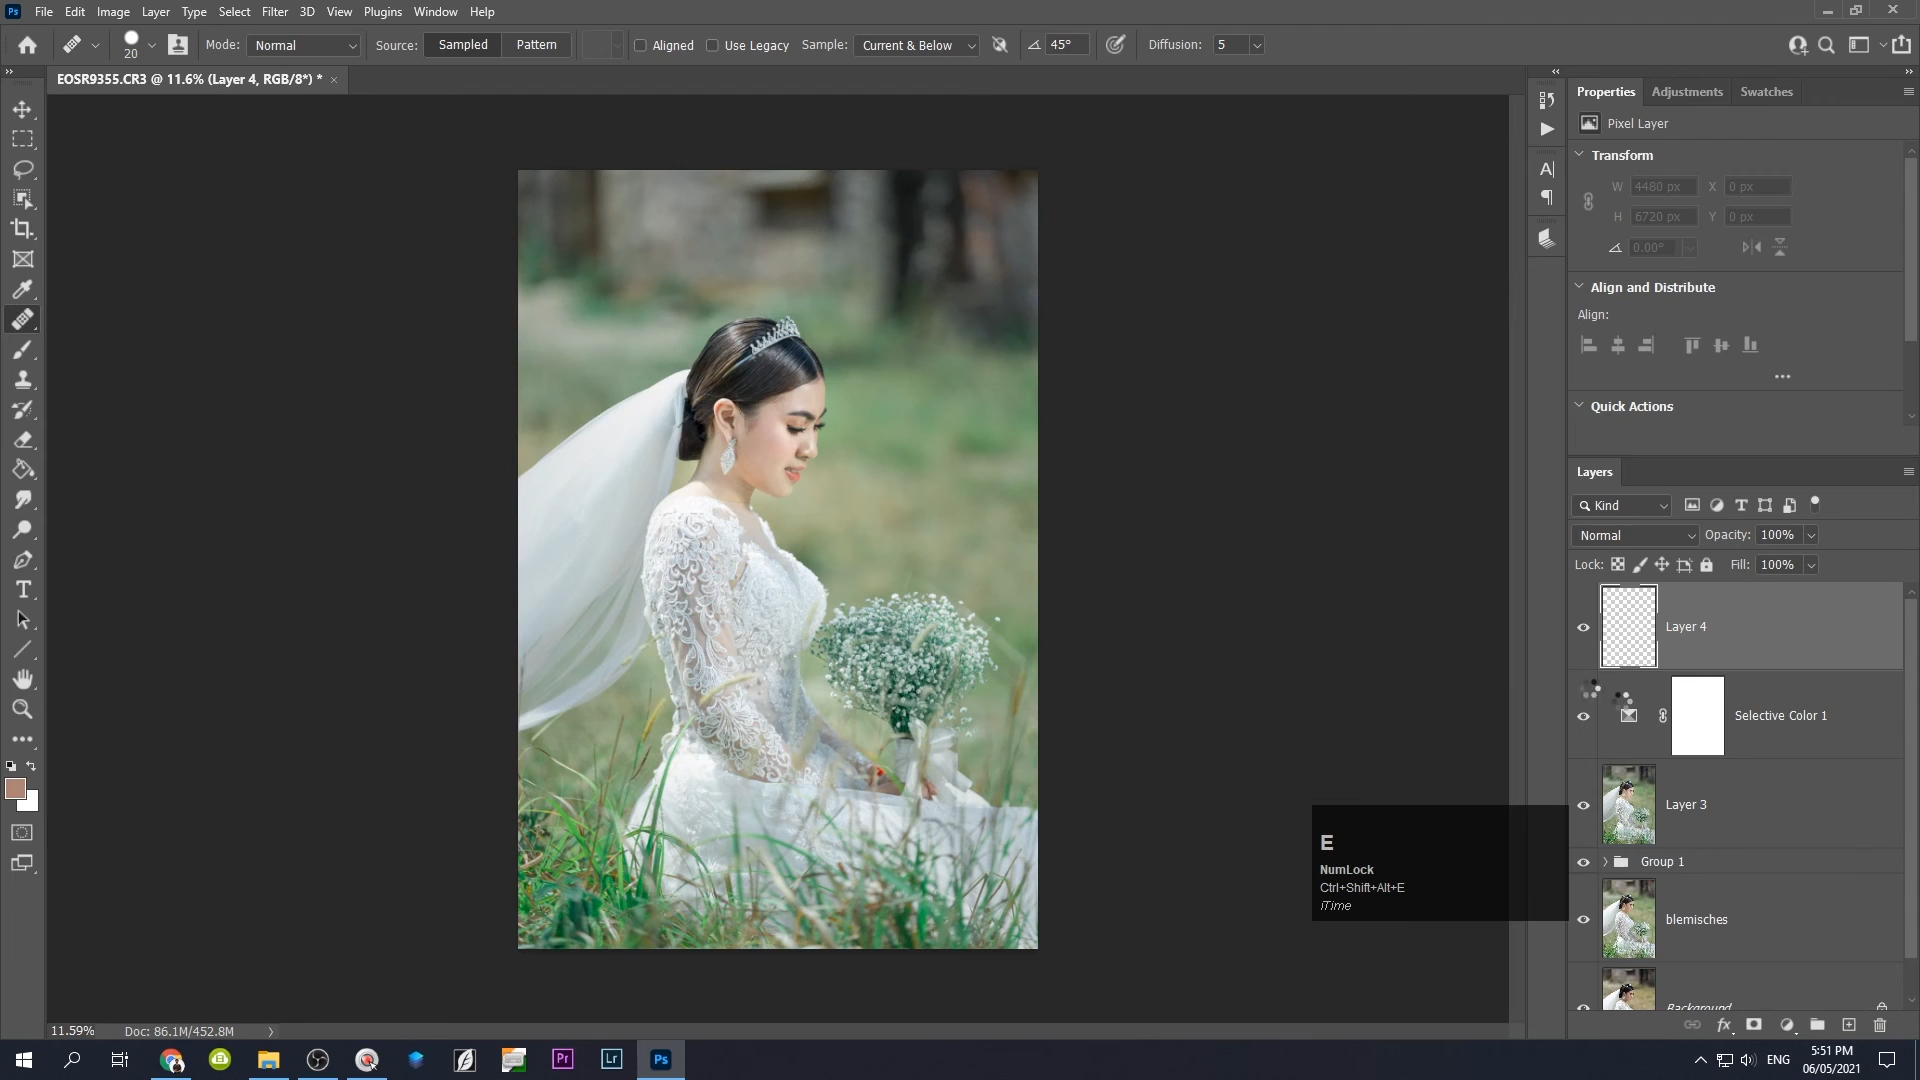 Ps File Edit Image Layer Type Select Filter 3D View Plugins Window Help
20 Mode: Normal Source: Sampled Pattern Aligned Use Legacy Sample: Current & Below 45° Diffusion: 5
EOSR9355.CR3 @ 11.6% (Layer 4, RGB/8*) * ×
Properties Adjustments Swatches
Pixel Layer
Transform
W 4480 px X 0 px
H 6720 px Y 0 px
0.00°
Align and Distribute
Align:
Quick Actions
Layers
Kind
Normal Opacity: 100%
Lock: Fill: 100%
Layer 4
Selective Color 1
Layer 3
Group 1
blemisches
Background
E
NumLock
Ctrl+Shift+Alt+E
iTime
11.59% Doc: 86.1M/452.8M
Pr Lr Ps
ENG
5:51 PM
06/05/2021